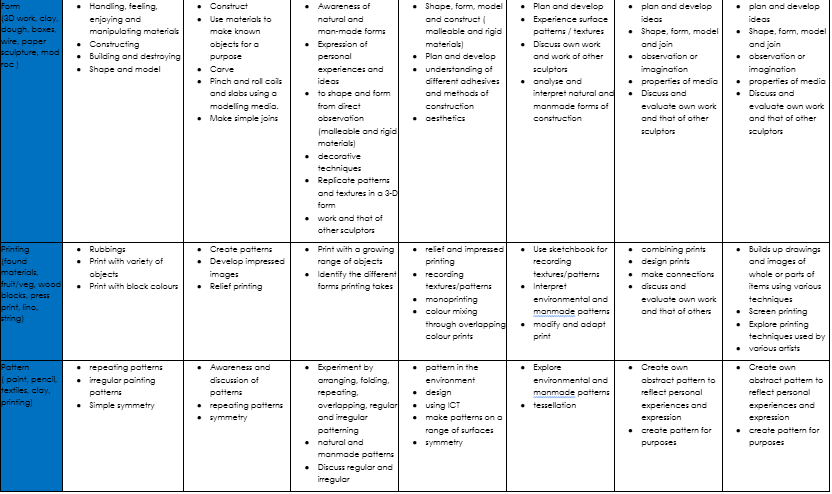 Form
(3D work, clay,
dough, boxes,
wire, paper
sculpture, mod
roc )
• Handling, feeling,
enjoying and
manipulating materials
• Constructing
• Building and destroying
• Shape and model
• Construct
• Use materials to
make known
objects for a
purpose
• Carve
• Pinch and roll coils
and slabs using a
modelling media.
• Make simple joins
• Awareness of
natural and
man-made forms
• Expression of
personal
experiences and
ideas
• to shape and form
from direct
observation
(malleable and rigid
materials)
• decorative
techniques
• Replicate patterns
and textures in a 3-D
form
• work and that of
other sculptors
• Shape, form, model
and construct (
malleable and rigid
materials)
• Plan and develop
• understanding of
different adhesives
and methods of
construction
• aesthetics
• Plan and develop
• Experience surface
patterns / textures
• Discuss own work
and work of other
sculptors
• analyse and
interpret natural and
manmade forms of
construction
• plan and develop
ideas
• Shape, form, model
and join
• observation or
imagination
• properties of media
• Discuss and
evaluate own work
and that of other
sculptors
• plan and develop
ideas
• Shape, form, model
and join
• observation or
imagination
• properties of media
• Discuss and
evaluate own work
and that of other
sculptors
Printing
(found
materials,
fruit/veg, wood
blocks, press
print, lino,
string)
• Rubbings
• Print with variety of
objects
• Print with block colours
• Create patterns
• Develop impressed
images
• Relief printing
• Print with a growing
range of objects
• Identify the different
forms printing takes
• relief and impressed
printing
• recording
textures/patterns
• monoprinting
• colour mixing
through overlapping
colour prints
• Use sketchbook for
recording
textures/patterns
• Interpret
environmental and
manmade patterns
• modify and adapt
print
• combining prints
• design prints
• make connections
• discuss and
evaluate own work
and that of others
• Builds up drawings
and images of
whole or parts of
items using various
techniques
• Screen printing
• Explore printing
techniques used by
• various artists
Pattern
( paint, pencil,
textiles, clay,
printing)
• repeating patterns
• irregular painting
patterns
• Simple symmetry
• Awareness and
discussion of
patterns
• repeating patterns
• symmetry
• Experiment by
arranging, folding,
repeating,
overlapping, regular
and irregular
patterning
• natural and
manmade patterns
• Discuss regular and
irregular
• pattern in the
environment
• design
• using ICT
• make patterns on a
range of surfaces
• symmetry
• Explore
environmental and
manmade patterns
• tessellation
• Create own
abstract pattern to
reflect personal
experiences and
expression
• create pattern for
purposes
• Create own
abstract pattern to
reflect personal
experiences and
expression
• create pattern for
purposes